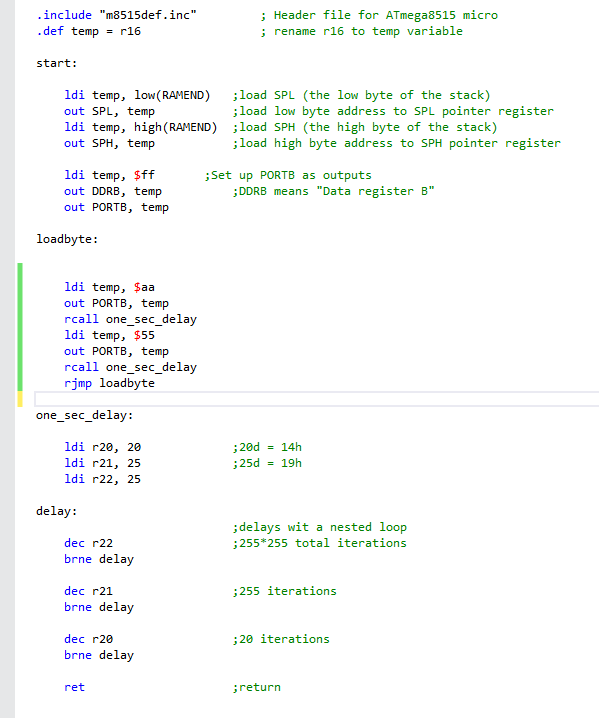 .include "m8515def.inc" ; Header file for ATmega8515 micro
.def temp = r16 ; rename r16 to temp variable
start:
ldi temp, low(RAMEND) ;load SPL (the low byte of the stack)
out SPL, temp ;load low byte address to SPL pointer register
ldi temp, high(RAMEND) ;load SPH (the high byte of the stack)
out SPH, temp ;load high byte address to SPH pointer register
ldi temp, $ff ;Set up PORTB as outputs
out DDRB, temp ;DDRB means "Data register B"
out PORTB, temp
loadbyte:
ldi temp, $aa
out PORTB, temp
rcall one_sec_delay
ldi temp, $55
out PORTB, temp
rcall one_sec_delay
rjmp loadbyte
one_sec_delay:
ldi r20, 20 ;20d = 14h
ldi r21, 25 ;25d = 19h
ldi r22, 25
delay:
;delays wit a nested loop
dec r22 ;255*255 total iterations
brne delay
dec r21 ;255 iterations
brne delay
dec r20 ;20 iterations
brne delay
ret ;return